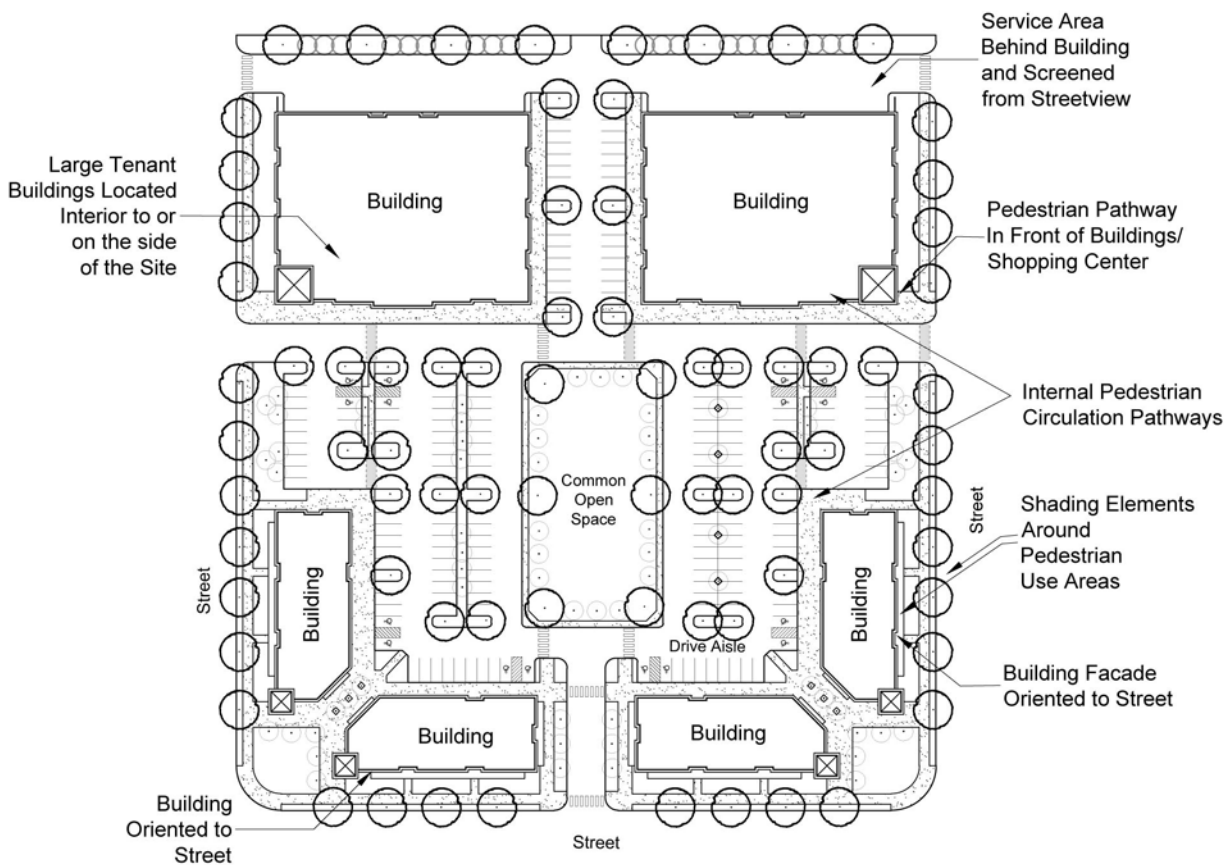 Service Area
Behind Building
and Screened
from Streetview
Large Tenant
Buildings Located
Interior to or
on the side
of the Site
Building
Building
Pedestrian Pathway
In Front of Buildings/
Shopping Center
Internal Pedestrian
Circulation Pathways
Common
Open
Space
Street
Shading Elements
Around
Pedestrian
Use Areas
Street
Building
Building
Drive Aisle
Building Facade
Oriented to Street
Building
Building
Building
Oriented to
Street
Street